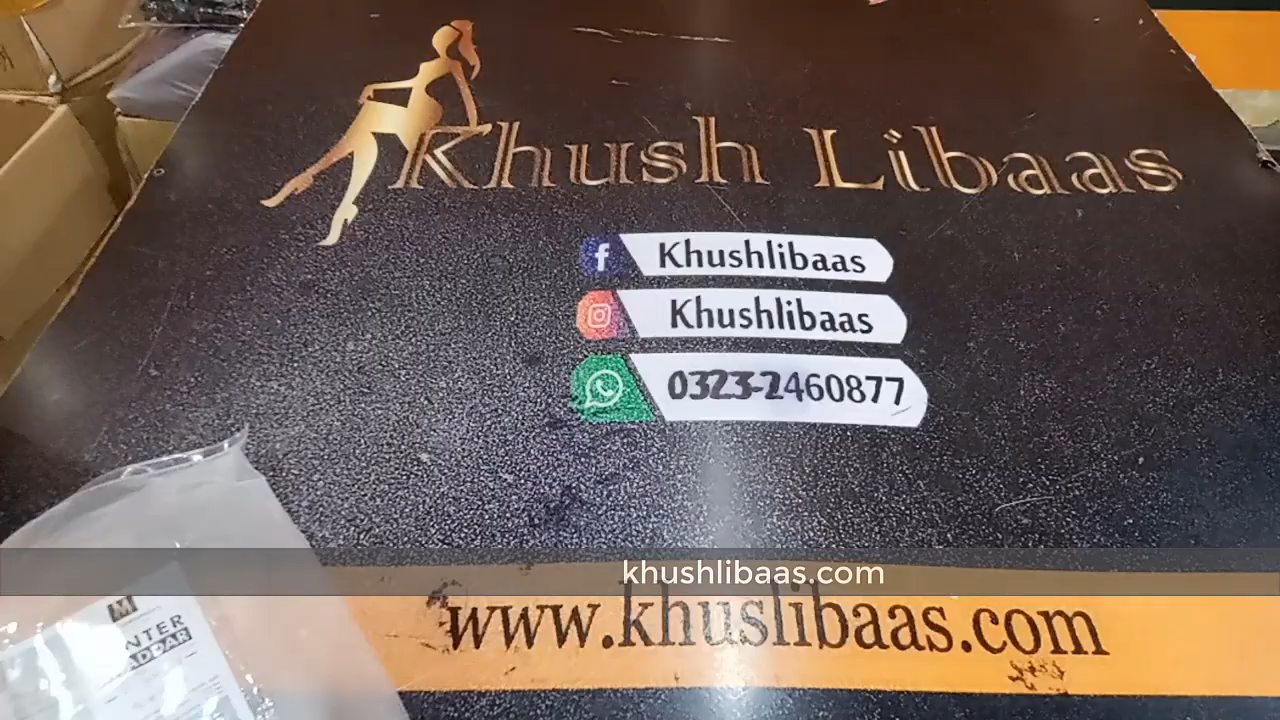 Khush Libaas
Khushlibaas
Khushlibaas
0323-2460877
khushlibaas.com
www.khuslibaas.com
M
NTER
ADDAR